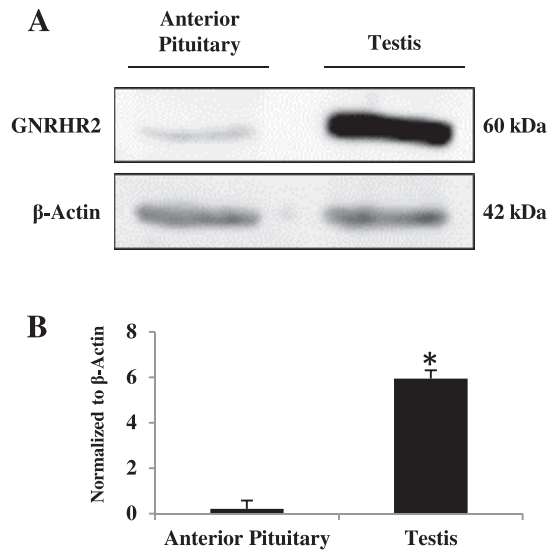 A
Anterior
Pituitary
Testis
GNRHR2
60 kDa
β-Actin
42 kDa
B
Normalized to β-Actin
8
6
4
2
0
*
Anterior Pituitary
Testis